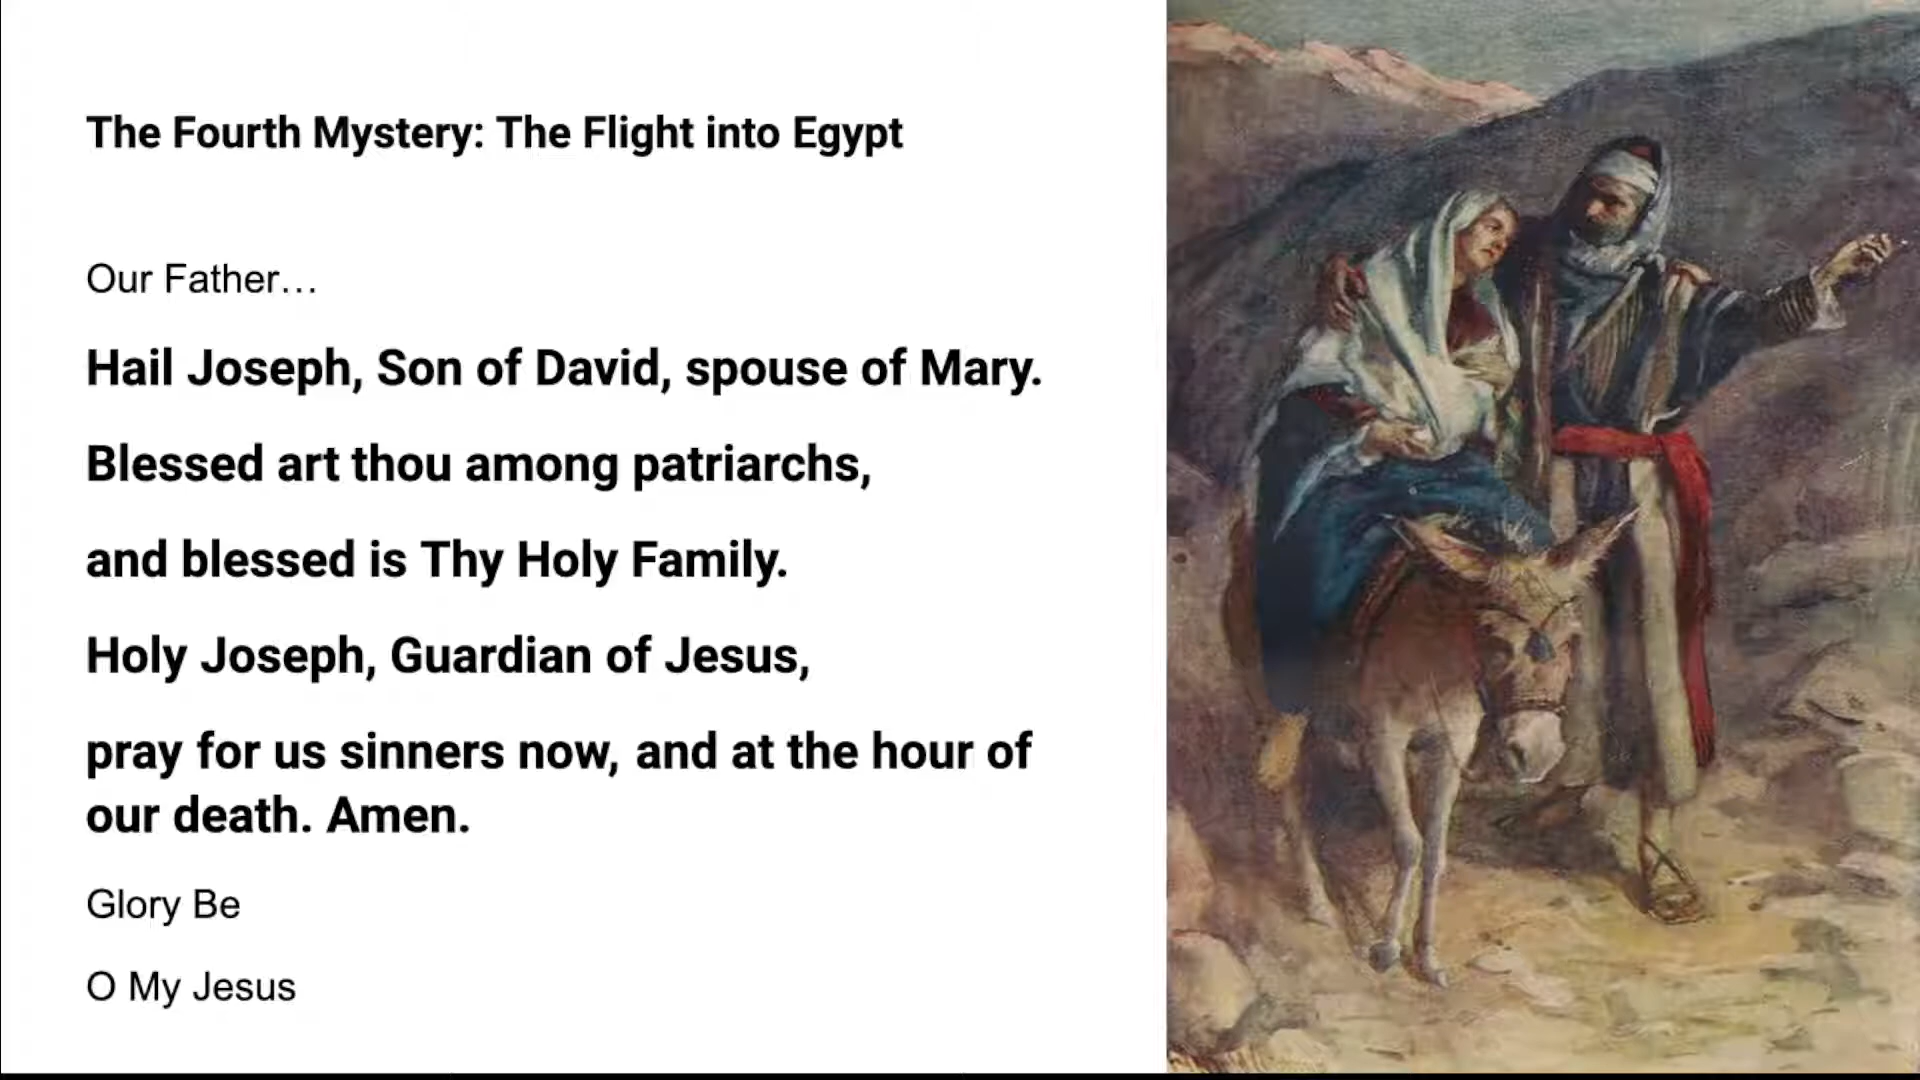 The Fourth Mystery: The Flight into Egypt
Our Father…
Hail Joseph, Son of David, spouse of Mary.
Blessed art thou among patriarchs,
and blessed is Thy Holy Family.
Holy Joseph, Guardian of Jesus,
pray for us sinners now, and at the hour of
our death. Amen.
Glory Be
O My Jesus